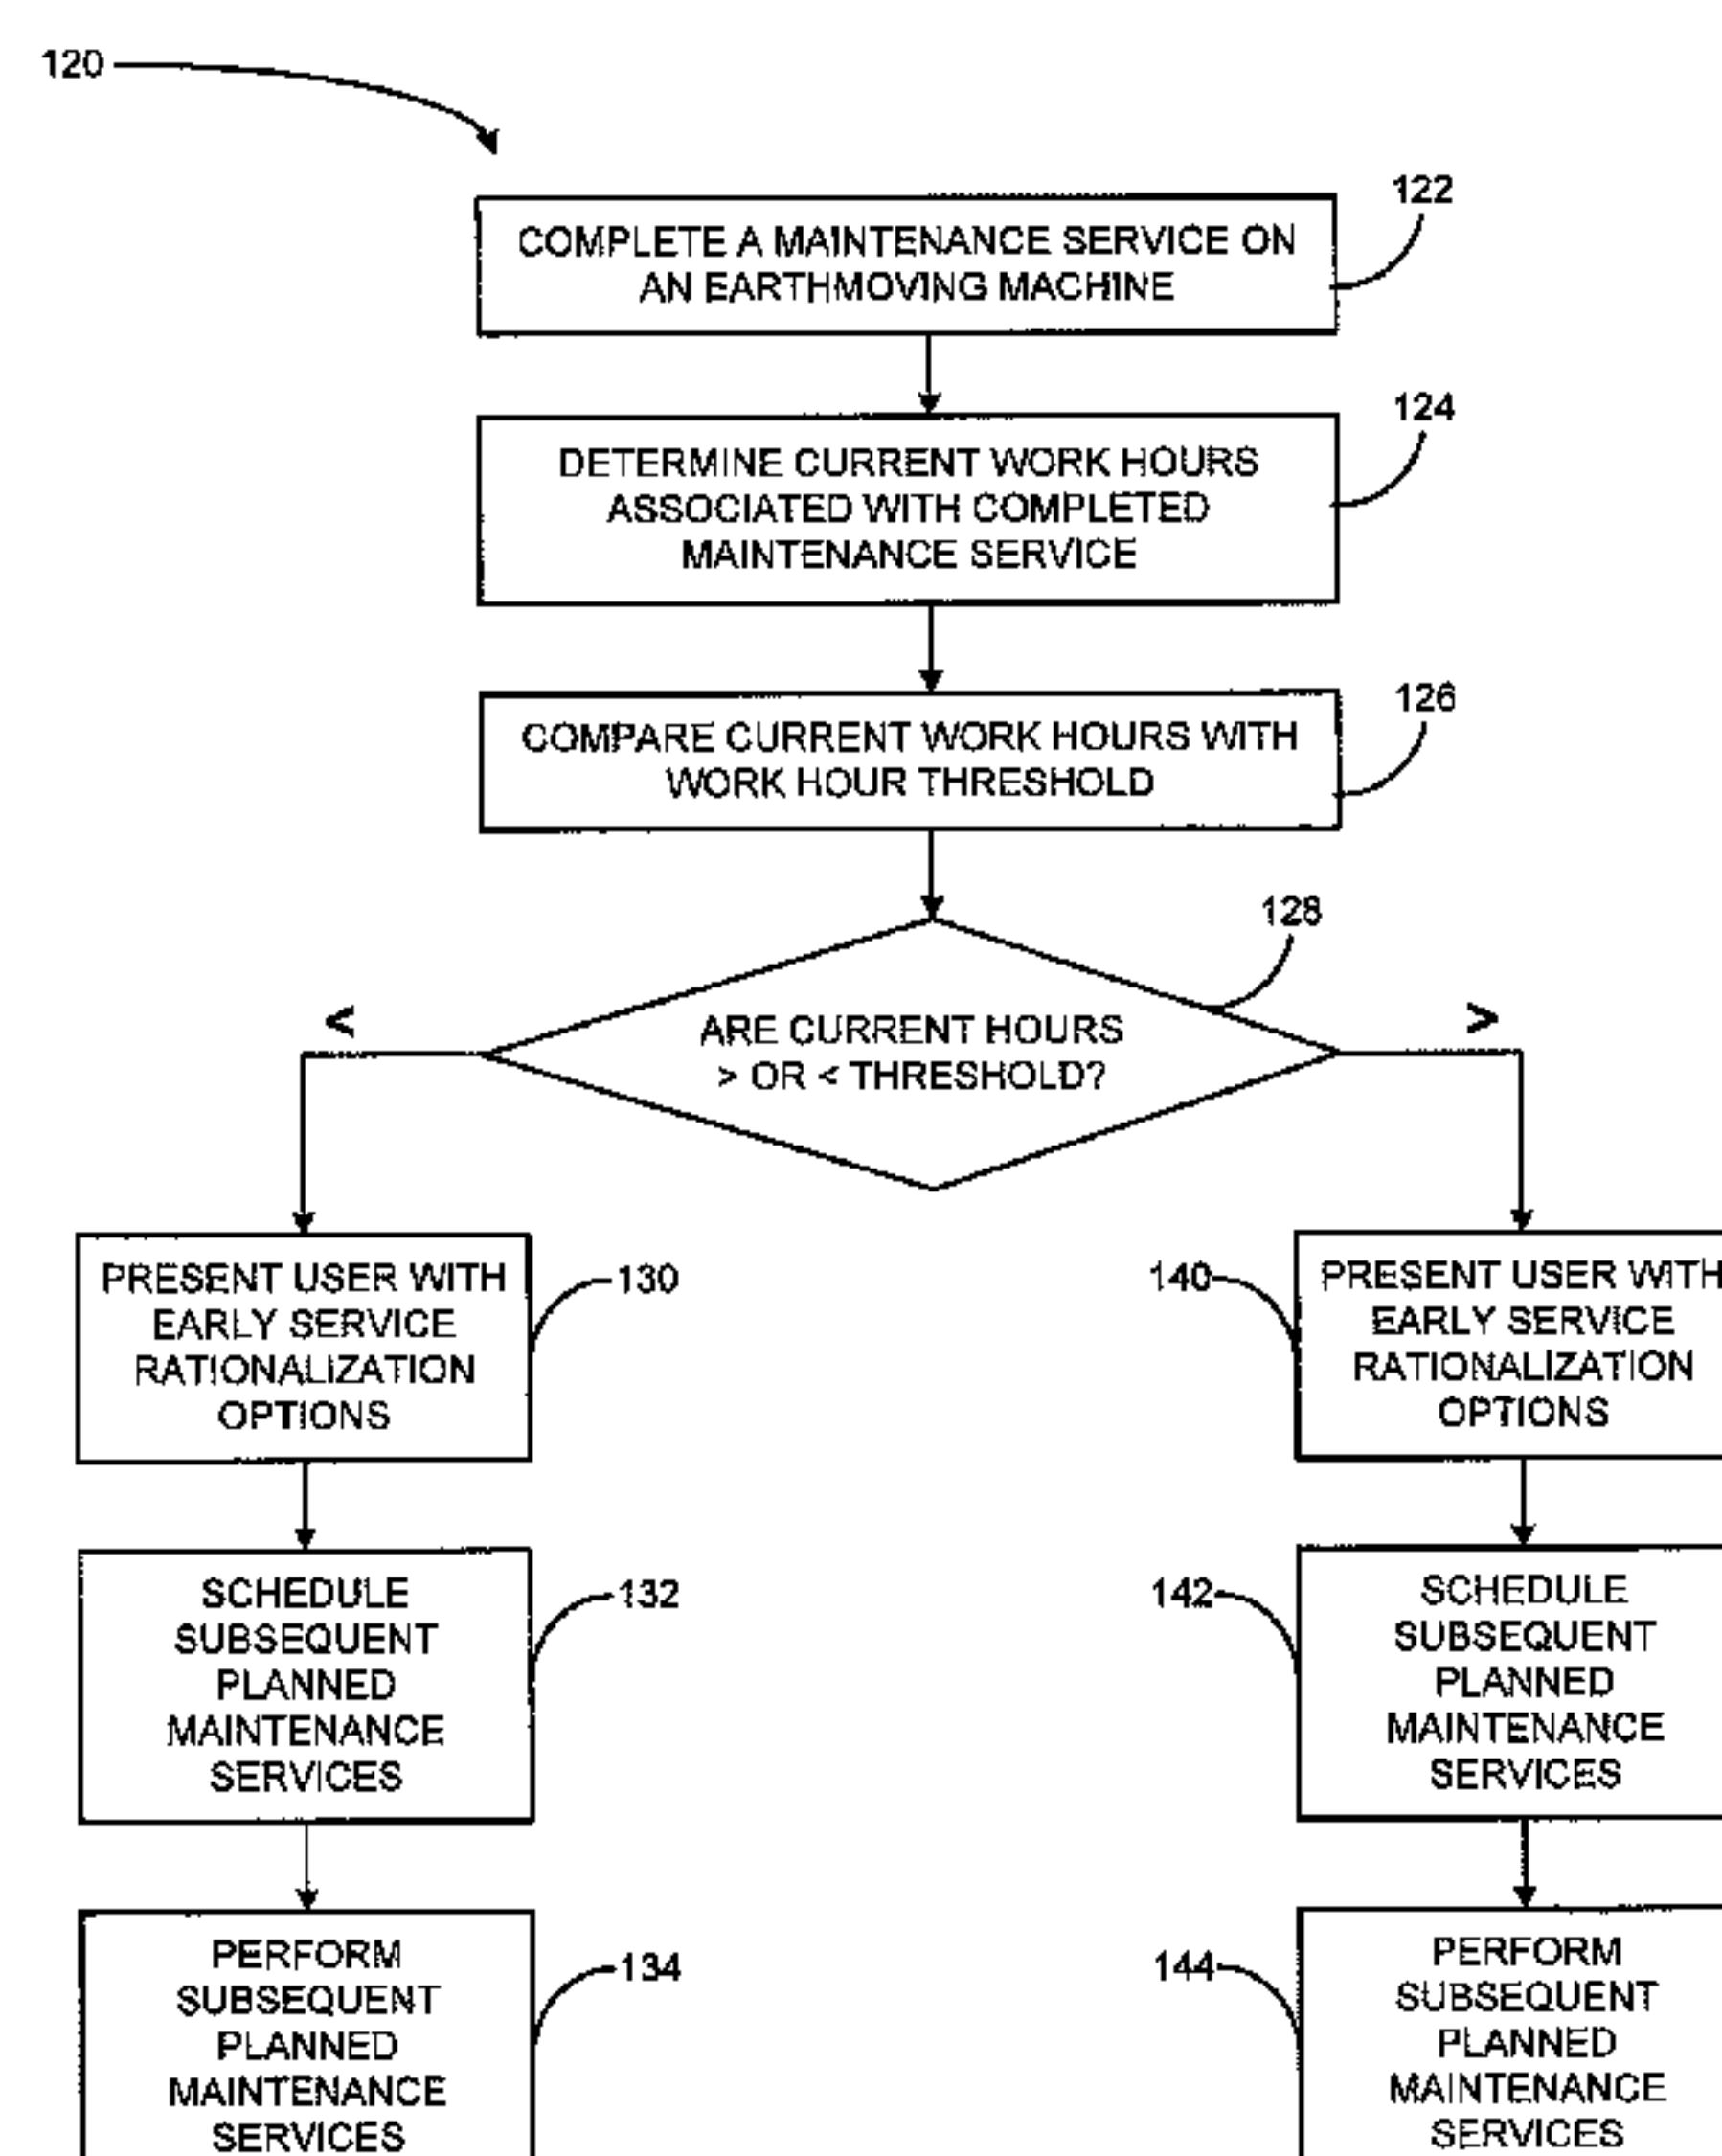 120
122
COMPLETE A MAINTENANCE SERVICE ON
AN EARTHMOVING MACHINE
124
DETERMINE CURRENT WORK HOURS
ASSOCIATED WITH COMPLETED
MAINTENANCE SERVICE
126
COMPARE CURRENT WORK HOURS WITH
WORK HOUR THRESHOLD
128
<
ARE CURRENT HOURS
> OR < THRESHOLD?
>
PRESENT USER WITH
EARLY SERVICE
RATIONALIZATION
OPTIONS
130
140
PRESENT USER WITH
EARLY SERVICE
RATIONALIZATION
OPTIONS
SCHEDULE
SUBSEQUENT
PLANNED
MAINTENANCE
SERVICES
132
142
SCHEDULE
SUBSEQUENT
PLANNED
MAINTENANCE
SERVICES
PERFORM
SUBSEQUENT
PLANNED
MAINTENANCE
SERVICES
134
144
PERFORM
SUBSEQUENT
PLANNED
MAINTENANCE
SERVICES